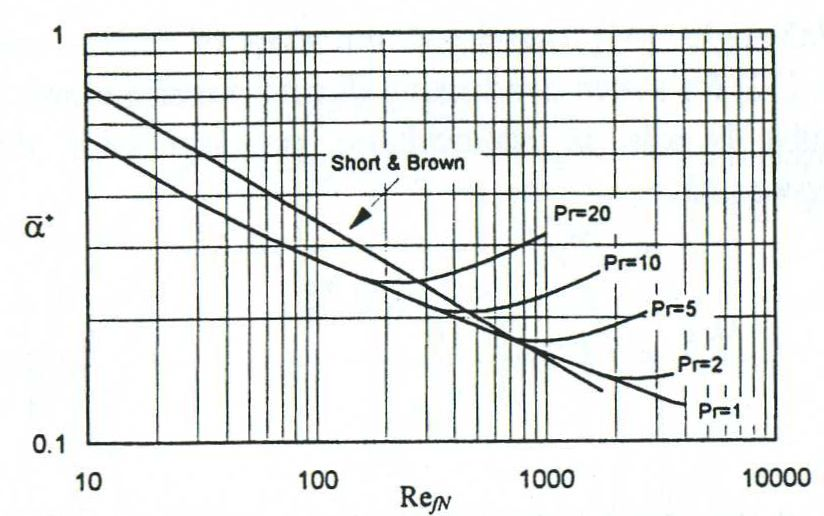 1
Short & Brown
Pr=20
ᾱ⁺
Pr=10
Pr=5
Pr=2
Pr=1
0.1
10 100 1000 10000
Re_fN